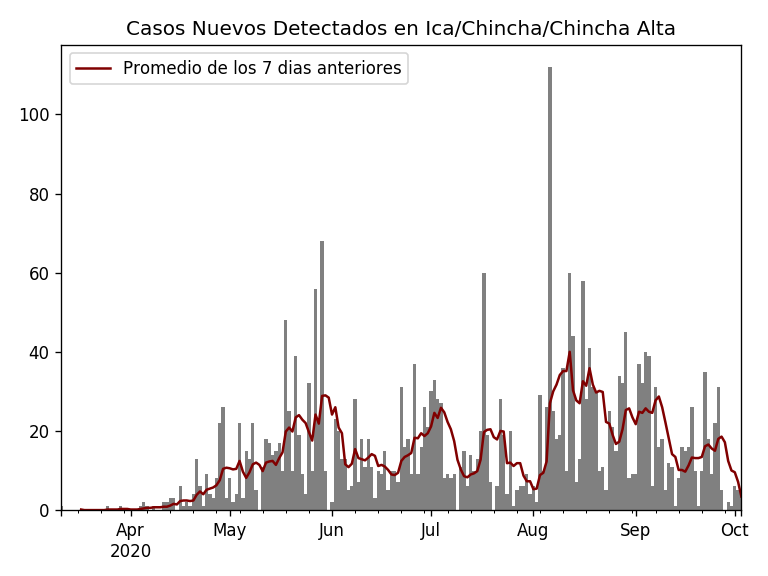 Casos Nuevos Detectados en Ica/Chincha/Chincha Alta
Promedio de los 7 dias anteriores
100
80
60
40
20
0
Apr May Jun Jul Aug Sep Oct
2020